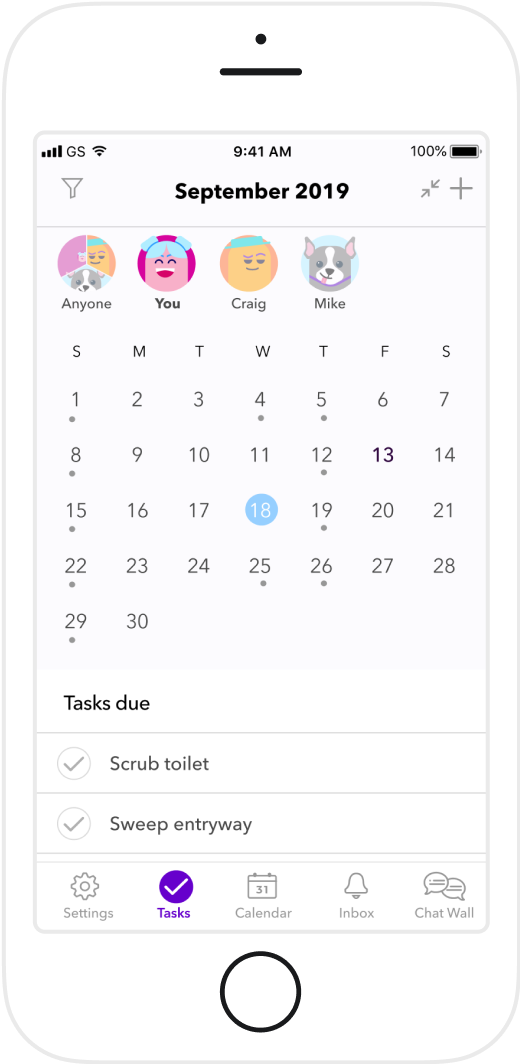 GS 9:41 AM 100%
September 2019
Anyone You Craig Mike
S M T W T F S
1 2 3 4 5 6 7
8 9 10 11 12 13 14
15 16 17 18 19 20 21
22 23 24 25 26 27 28
29 30
Tasks due
Scrub toilet
Sweep entryway
31
Settings Tasks Calendar Inbox Chat Wall